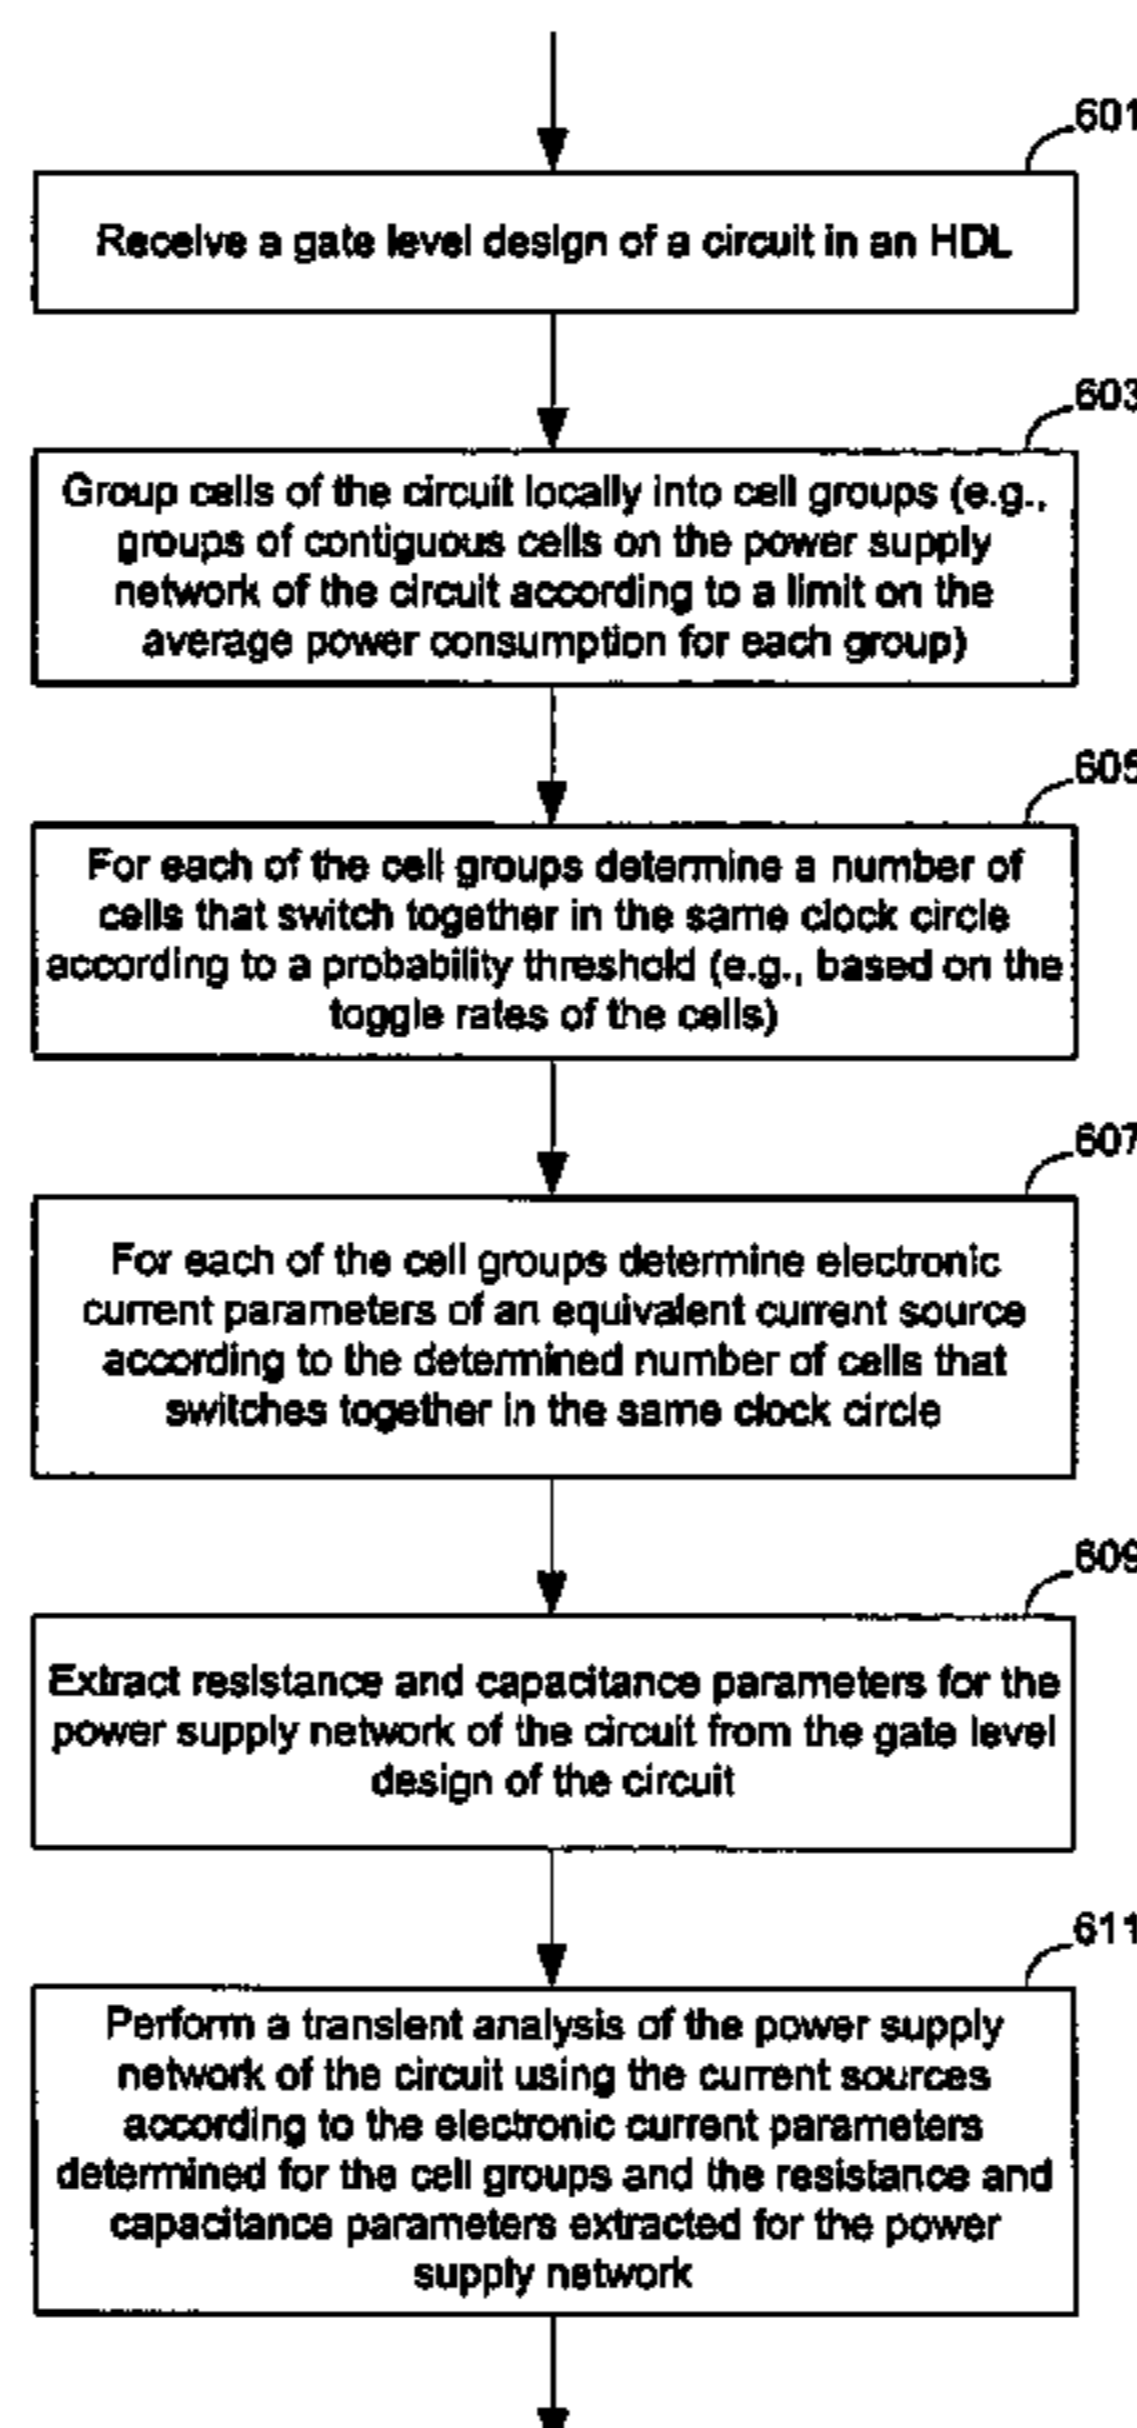 601
Receive a gate level design of a circuit in an HDL
603
Group cells of the circuit locally into cell groups (e.g.,
groups of contiguous cells on the power supply
network of the circuit according to a limit on the
average power consumption for each group)
605
For each of the cell groups determine a number of
cells that switch together in the same clock circle
according to a probability threshold (e.g., based on the
toggle rates of the cells)
607
For each of the cell groups determine electronic
current parameters of an equivalent current source
according to the determined number of cells that
switches together in the same clock circle
609
Extract resistance and capacitance parameters for the
power supply network of the circuit from the gate level
design of the circuit
611
Perform a transient analysis of the power supply
network of the circuit using the current sources
according to the electronic current parameters
determined for the cell groups and the resistance and
capacitance parameters extracted for the power
supply network